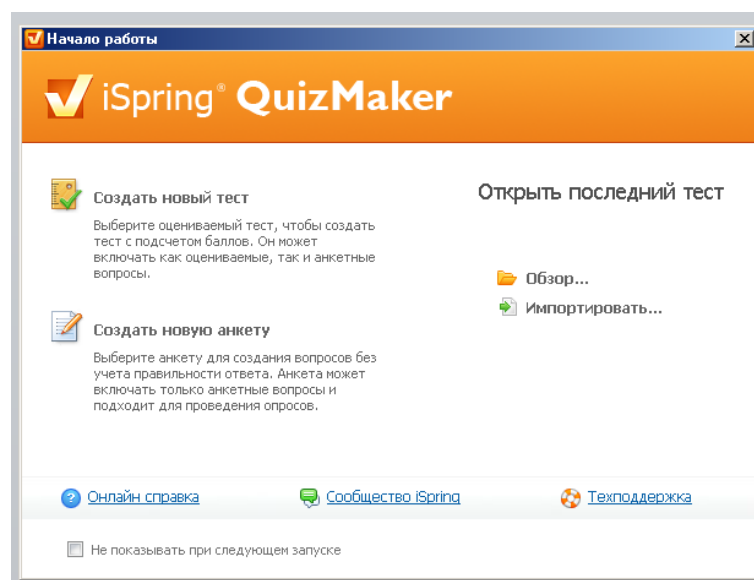 Начало работы
iSpring® QuizMaker
Создать новый тест
Выберите оцениваемый тест, чтобы создать
тест с подсчетом баллов. Он может
включать как оцениваемые, так и анкетные
вопросы.
Создать новую анкету
Выберите анкету для создания вопросов без
учета правильности ответа. Анкета может
включать только анкетные вопросы и
подходит для проведения опросов.
Открыть последний тест
Обзор...
Импортировать...
Онлайн справка
Сообщество iSpring
Техподдержка
Не показывать при следующем запуске